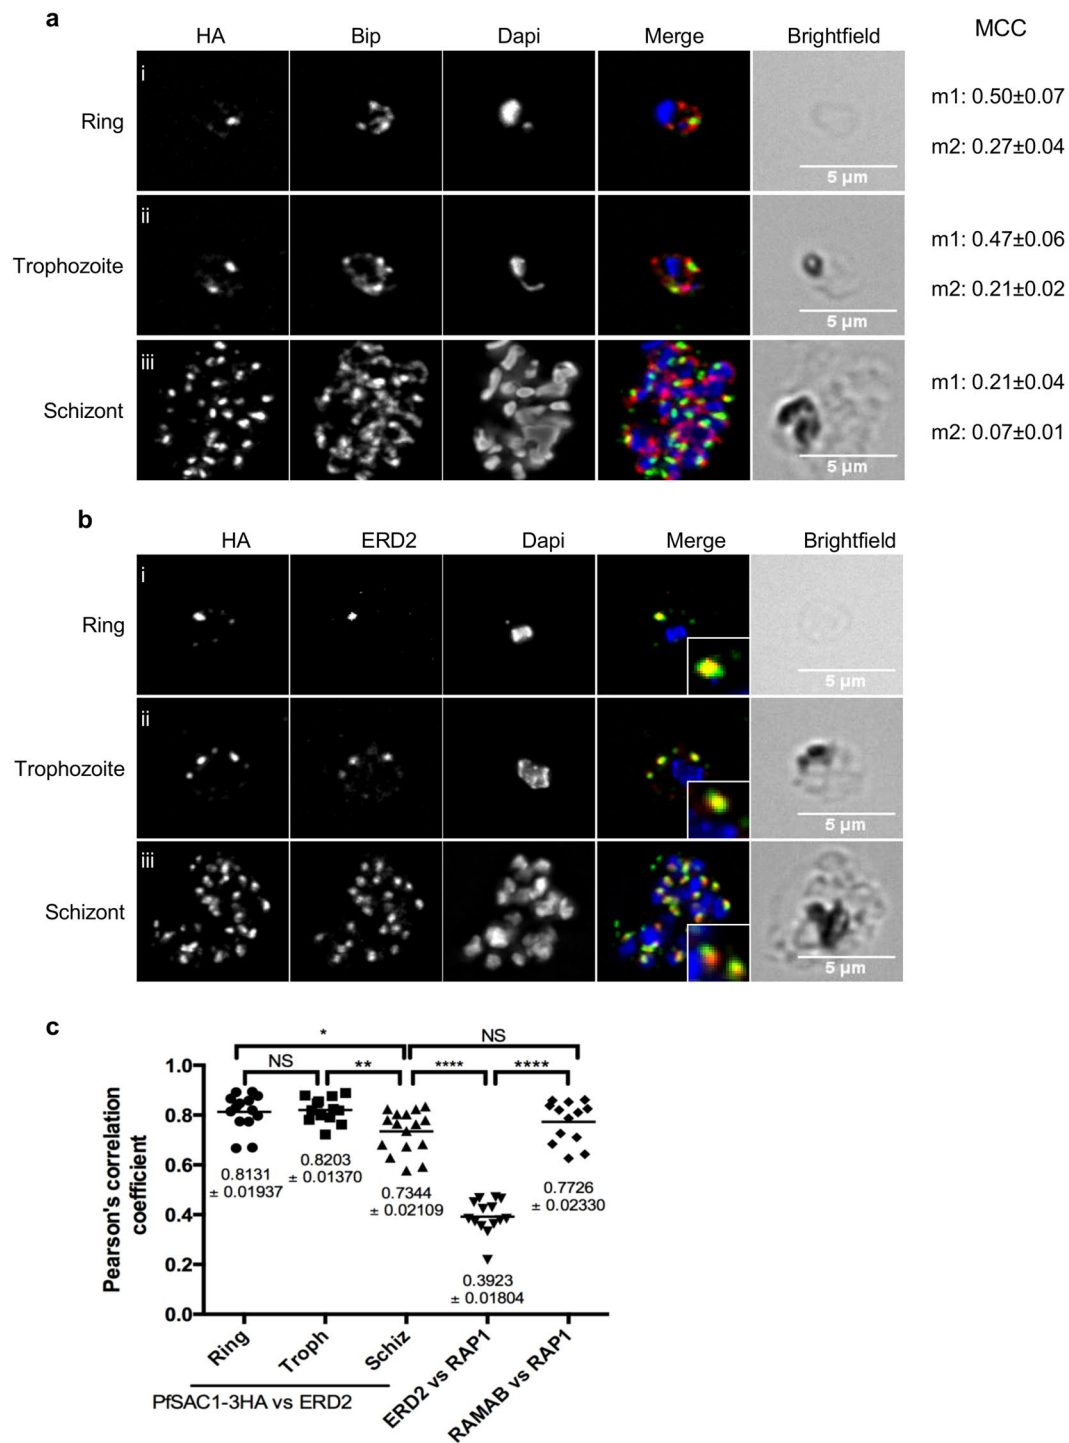 a
HA Bip Dapi Merge Brightfield MCC
i
Ring
m1: 0.50±0.07
m2: 0.27±0.04
5 µm
ii
Trophozoite
m1: 0.47±0.06
m2: 0.21±0.02
5 µm
iii
Schizont
m1: 0.21±0.04
m2: 0.07±0.01
5 µm
b
HA ERD2 Dapi Merge Brightfield
i
Ring
5 µm
ii
Trophozoite
5 µm
iii
Schizont
5 µm
c
* NS
NS ** **** ****
Pearson's correlation
coefficient
1.0
0.8
0.6
0.4
0.2
0.0
0.8131
± 0.01937
0.8203
± 0.01370
0.7344
± 0.02109
0.3923
± 0.01804
0.7726
± 0.02330
Ring
Troph
Schiz
ERD2 vs RAP1
RAMAB vs RAP1
PfSAC1-3HA vs ERD2